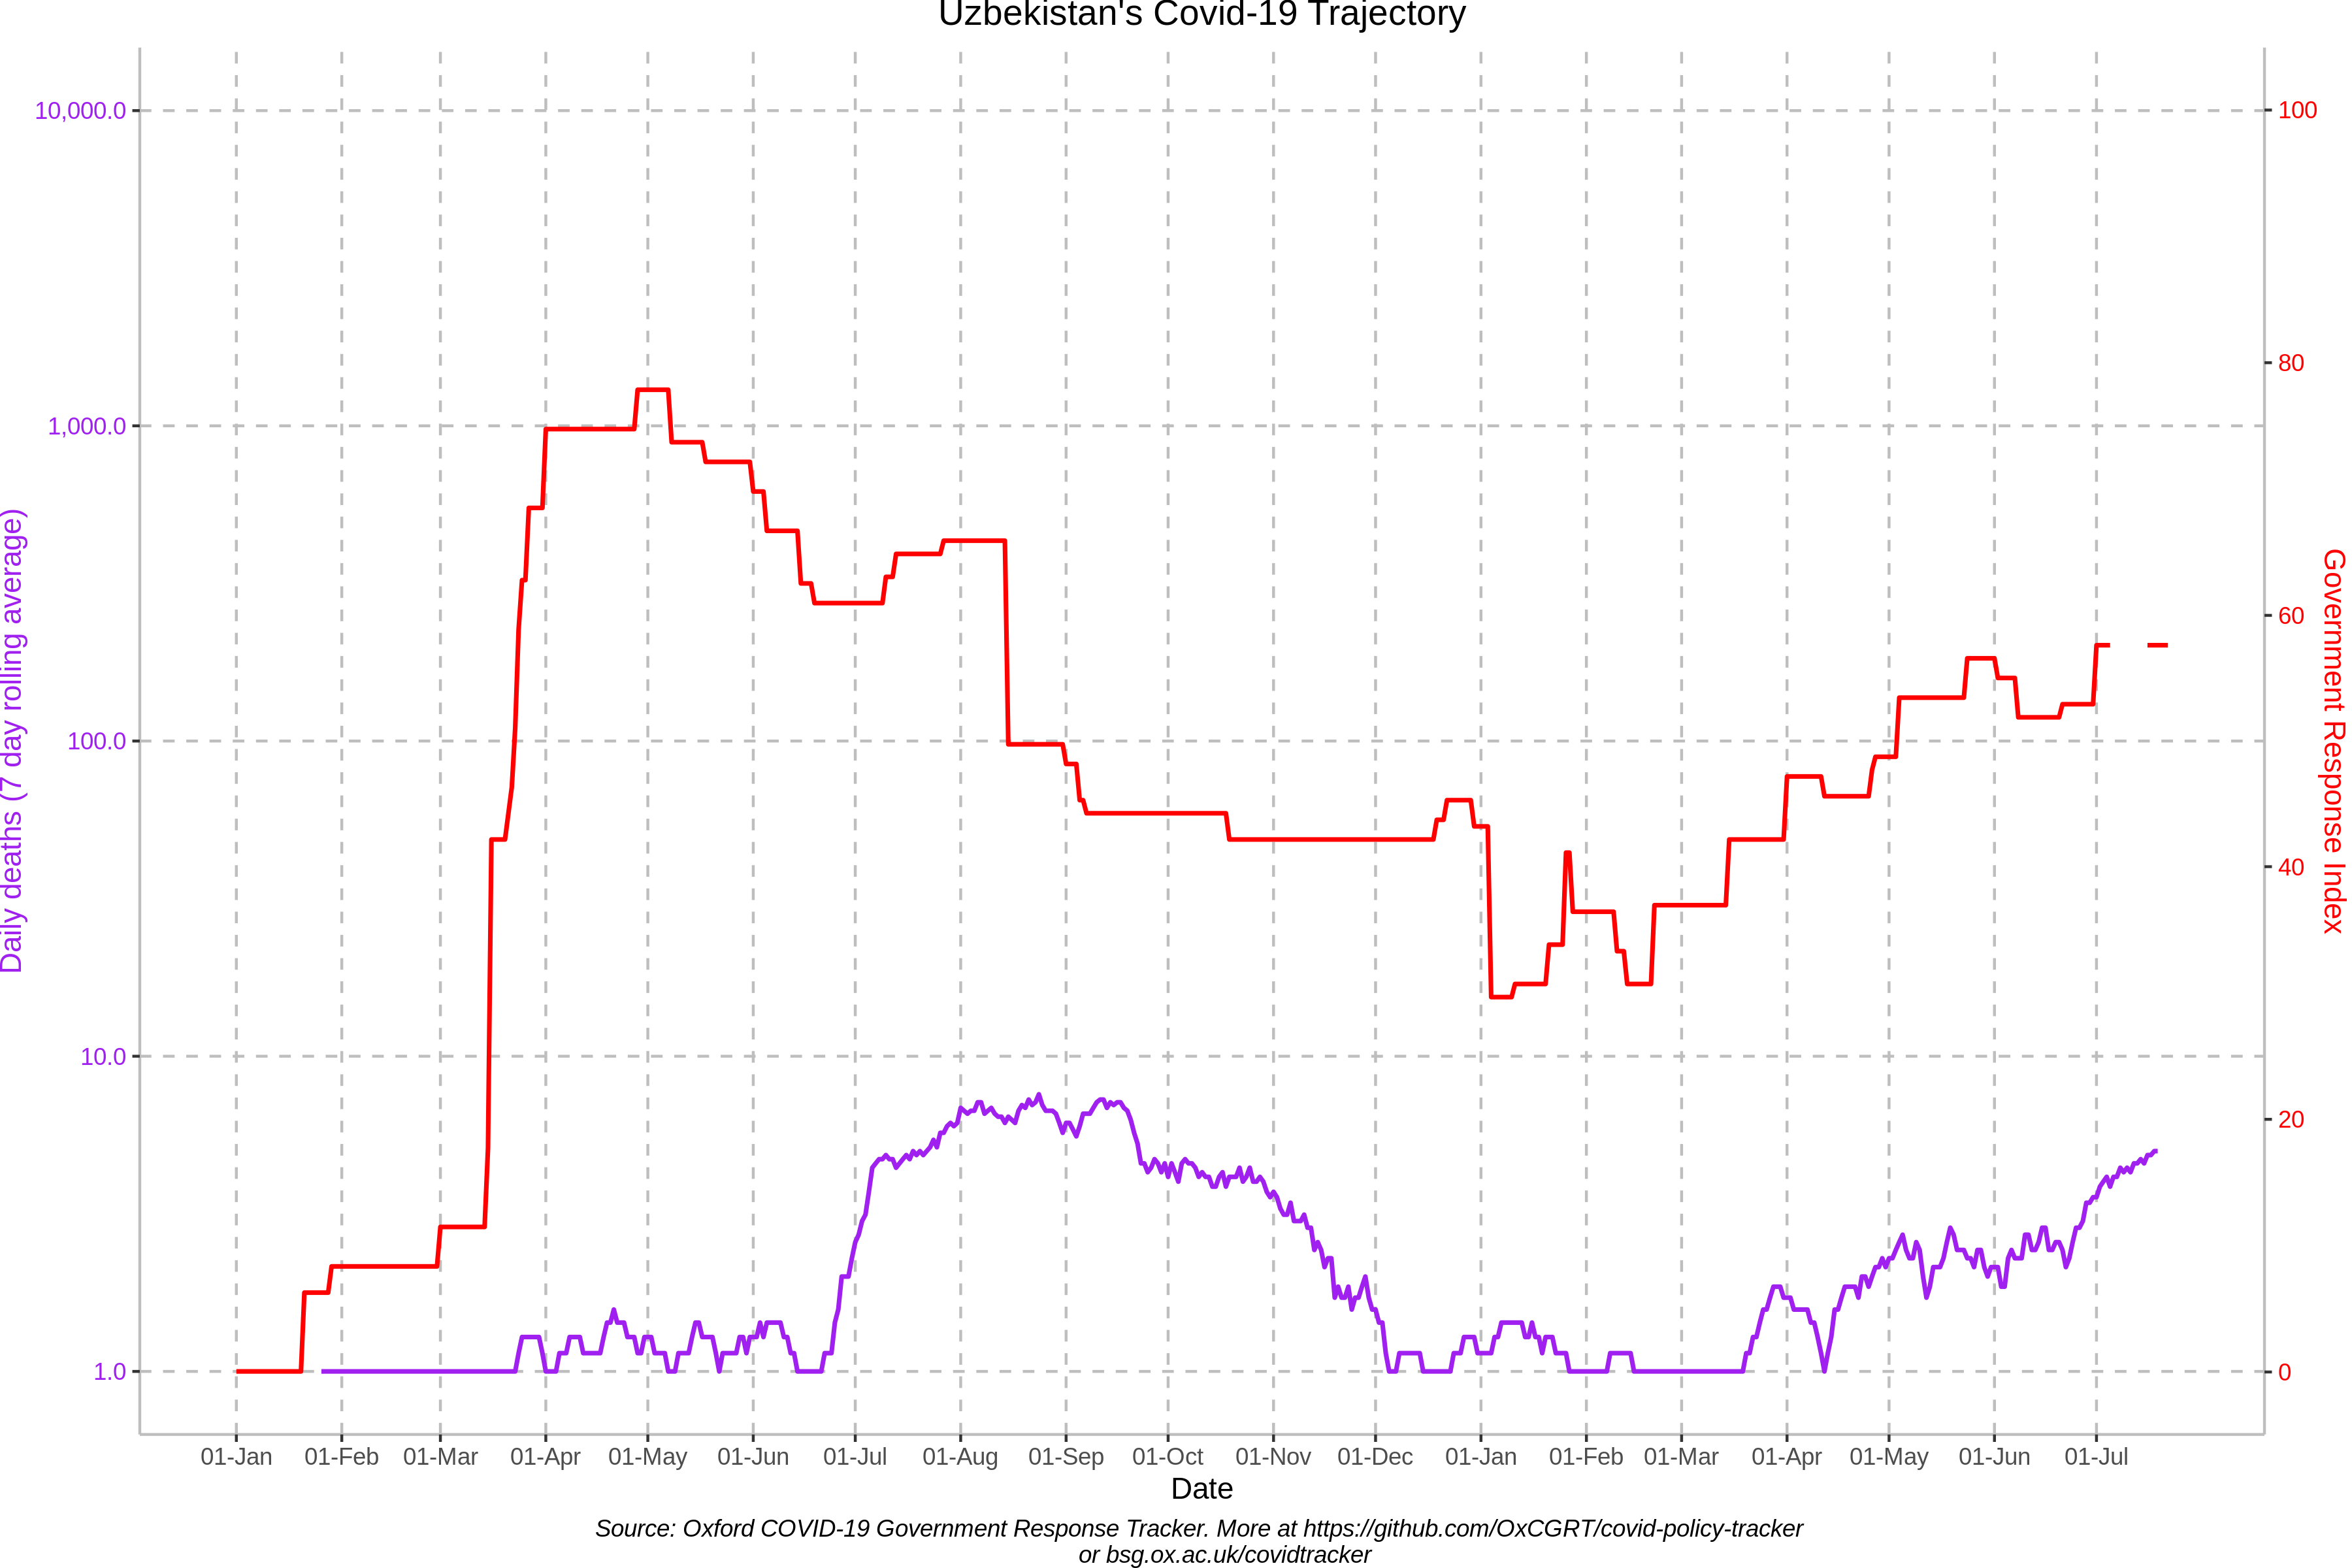 Uzbekistan's Covid-19 Trajectory
10,000.0
1,000.0
100.0
10.0
1.0
Daily deaths (7 day rolling average)
100
80
60
40
20
0
Government Response Index
01-Jan 01-Feb 01-Mar 01-Apr 01-May 01-Jun 01-Jul 01-Aug 01-Sep 01-Oct 01-Nov 01-Dec 01-Jan 01-Feb 01-Mar 01-Apr 01-May 01-Jun 01-Jul
Date
Source: Oxford COVID-19 Government Response Tracker. More at https://github.com/OxCGRT/covid-policy-tracker
or bsg.ox.ac.uk/covidtracker